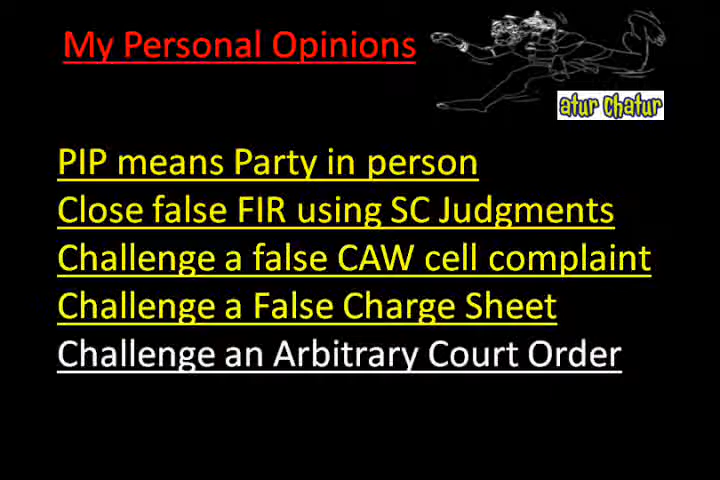 My Personal Opinions
atur chatur
PIP means Party in person
Close false FIR using SC Judgments
Challenge a false CAW cell complaint
Challenge a False Charge Sheet
Challenge an Arbitrary Court Order